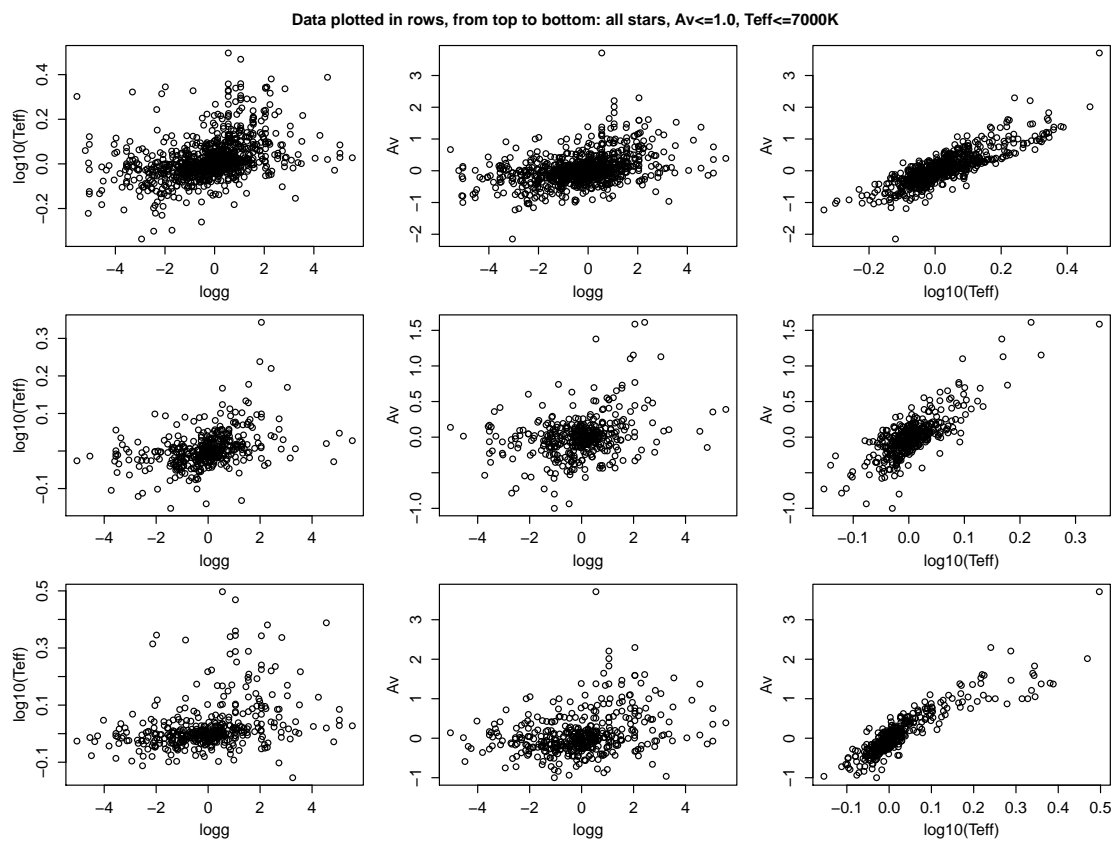 Data plotted in rows, from top to bottom: all stars, Av<=1.0, Teff<=7000K
log10(Teff)
−0.2 0.0 0.2 0.4
−4 −2 0 2 4
logg
Av
−2 −1 0 1 2 3
−4 −2 0 2 4
logg
Av
−2 −1 0 1 2 3
−0.2 0.0 0.2 0.4
log10(Teff)
log10(Teff)
−0.1 0.1 0.3
−4 −2 0 2 4
logg
Av
−1.0 0.0 0.5 1.0 1.5
−4 −2 0 2 4
logg
Av
−1.0 0.0 0.5 1.0 1.5
−0.1 0.0 0.1 0.2 0.3
log10(Teff)
log10(Teff)
−0.1 0.1 0.3 0.5
−4 −2 0 2 4
logg
Av
−1 0 1 2 3
−4 −2 0 2 4
logg
Av
−1 0 1 2 3
−0.1 0.0 0.1 0.2 0.3 0.4 0.5
log10(Teff)